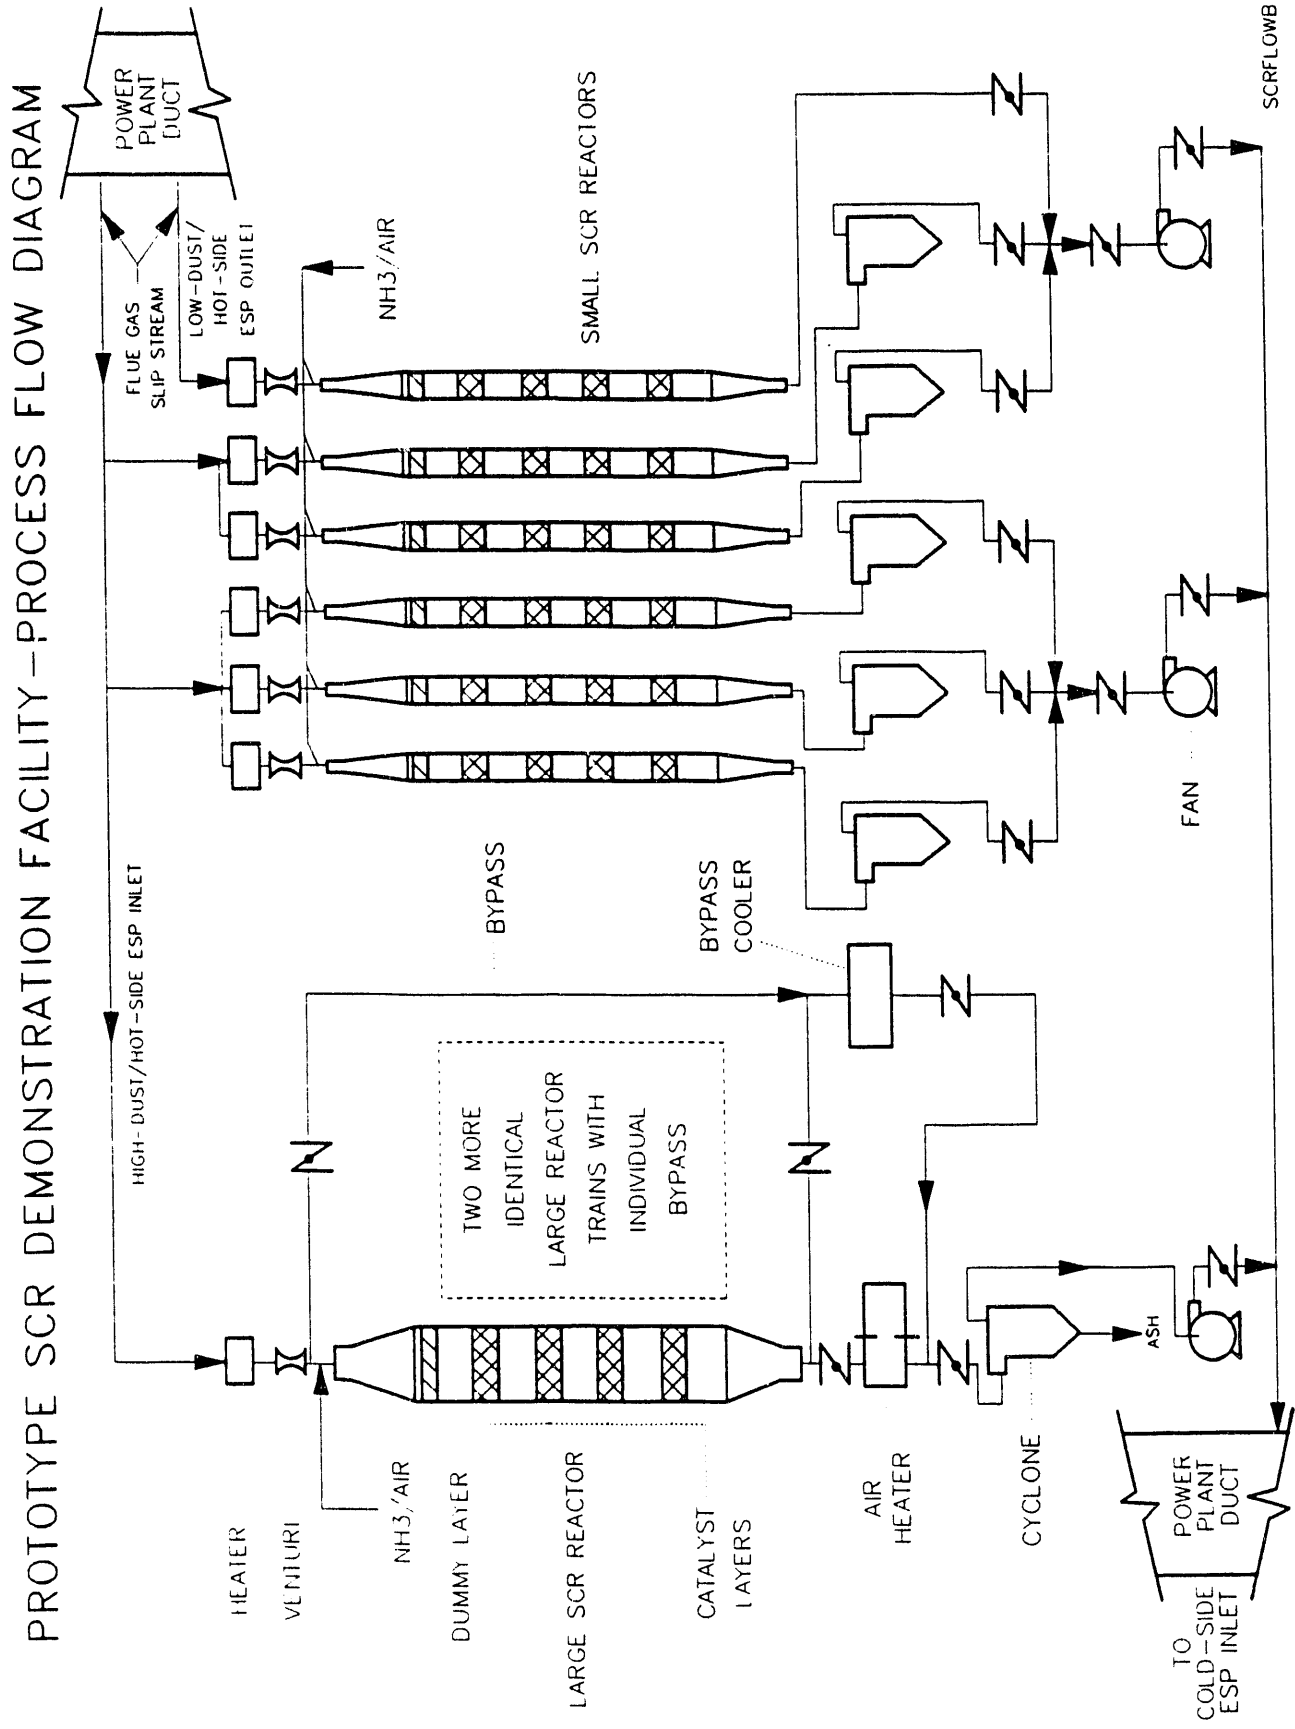 PROTOTYPE SCR DEMONSTRATION FACILITY-PROCESS FLOW DIAGRAM
POWER
PLANT
DUCT
FLUE GAS
SLIP STREAM
LOW-DUST/
HOT-SIDE
ESP OUTLET
HIGH-DUST/HOT-SIDE ESP INLET
HEATER
VENTURI
NH3/AIR
NH3/AIR
DUMMY LAYER
LARGE SCR REACTOR
CATALYST
LAYERS
TWO MORE
IDENTICAL
LARGE REACTOR
TRAINS WITH
INDIVIDUAL
BYPASS
BYPASS
SMALL SCR REACTORS
BYPASS
COOLER
AIR
HEATER
CYCLONE
ASH
FAN
POWER
PLANT
DUCT
TO
COLD-SIDE
ESP INLET
SCRFLOWB